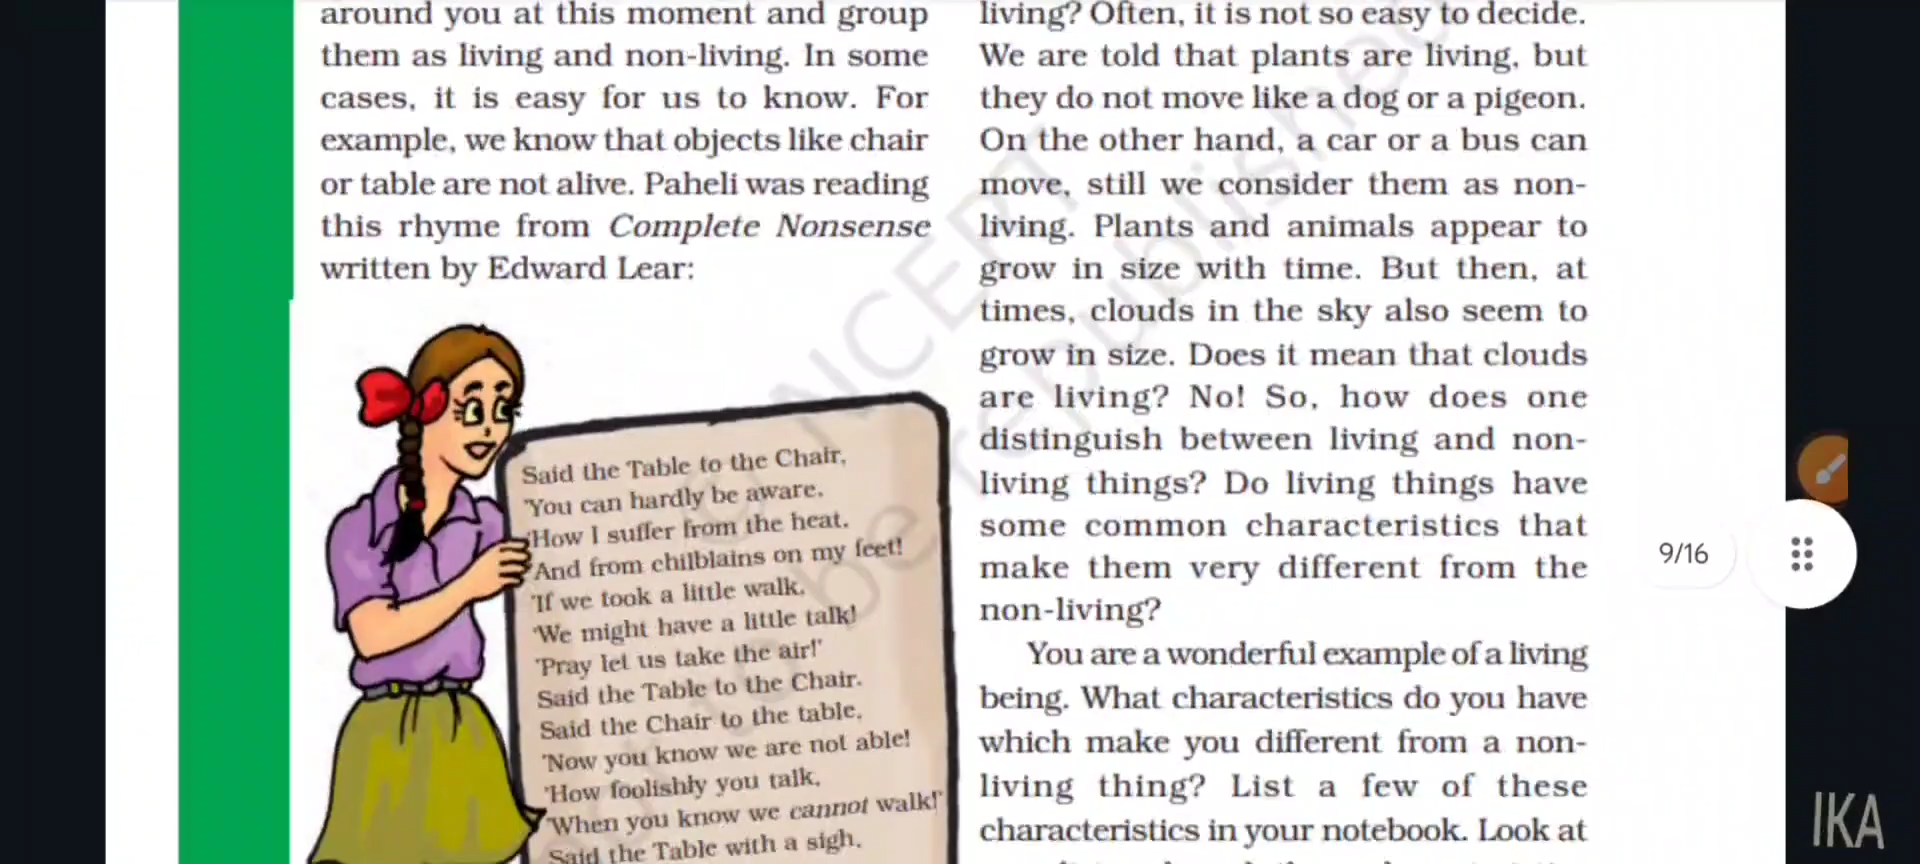 around you at this moment and group
them as living and non-living. In some
cases, it is easy for us to know. For
example, we know that objects like chair
or table are not alive. Paheli was reading
this rhyme from Complete Nonsense
written by Edward Lear:
Said the Table to the Chair,
'You can hardly be aware,
'How I suffer from the heat,
'And from chilblains on my feet!
'If we took a little walk,
'We might have a little talk!
'Pray let us take the air!'
Said the Table to the Chair.
Said the Chair to the table,
'Now you know we are not able!
'How foolishly you talk,
'When you know we cannot walk!'
Said the Table with a sigh,
living? Often, it is not so easy to decide.
We are told that plants are living, but
they do not move like a dog or a pigeon.
On the other hand, a car or a bus can
move, still we consider them as non-
living. Plants and animals appear to
grow in size with time. But then, at
times, clouds in the sky also seem to
grow in size. Does it mean that clouds
are living? No! So, how does one
distinguish between living and non-
living things? Do living things have
some common characteristics that
make them very different from the
non-living?
You are a wonderful example of a living
being. What characteristics do you have
which make you different from a non-
living thing? List a few of these
characteristics in your notebook. Look at
© NCERT
be republished
9/16
IKA